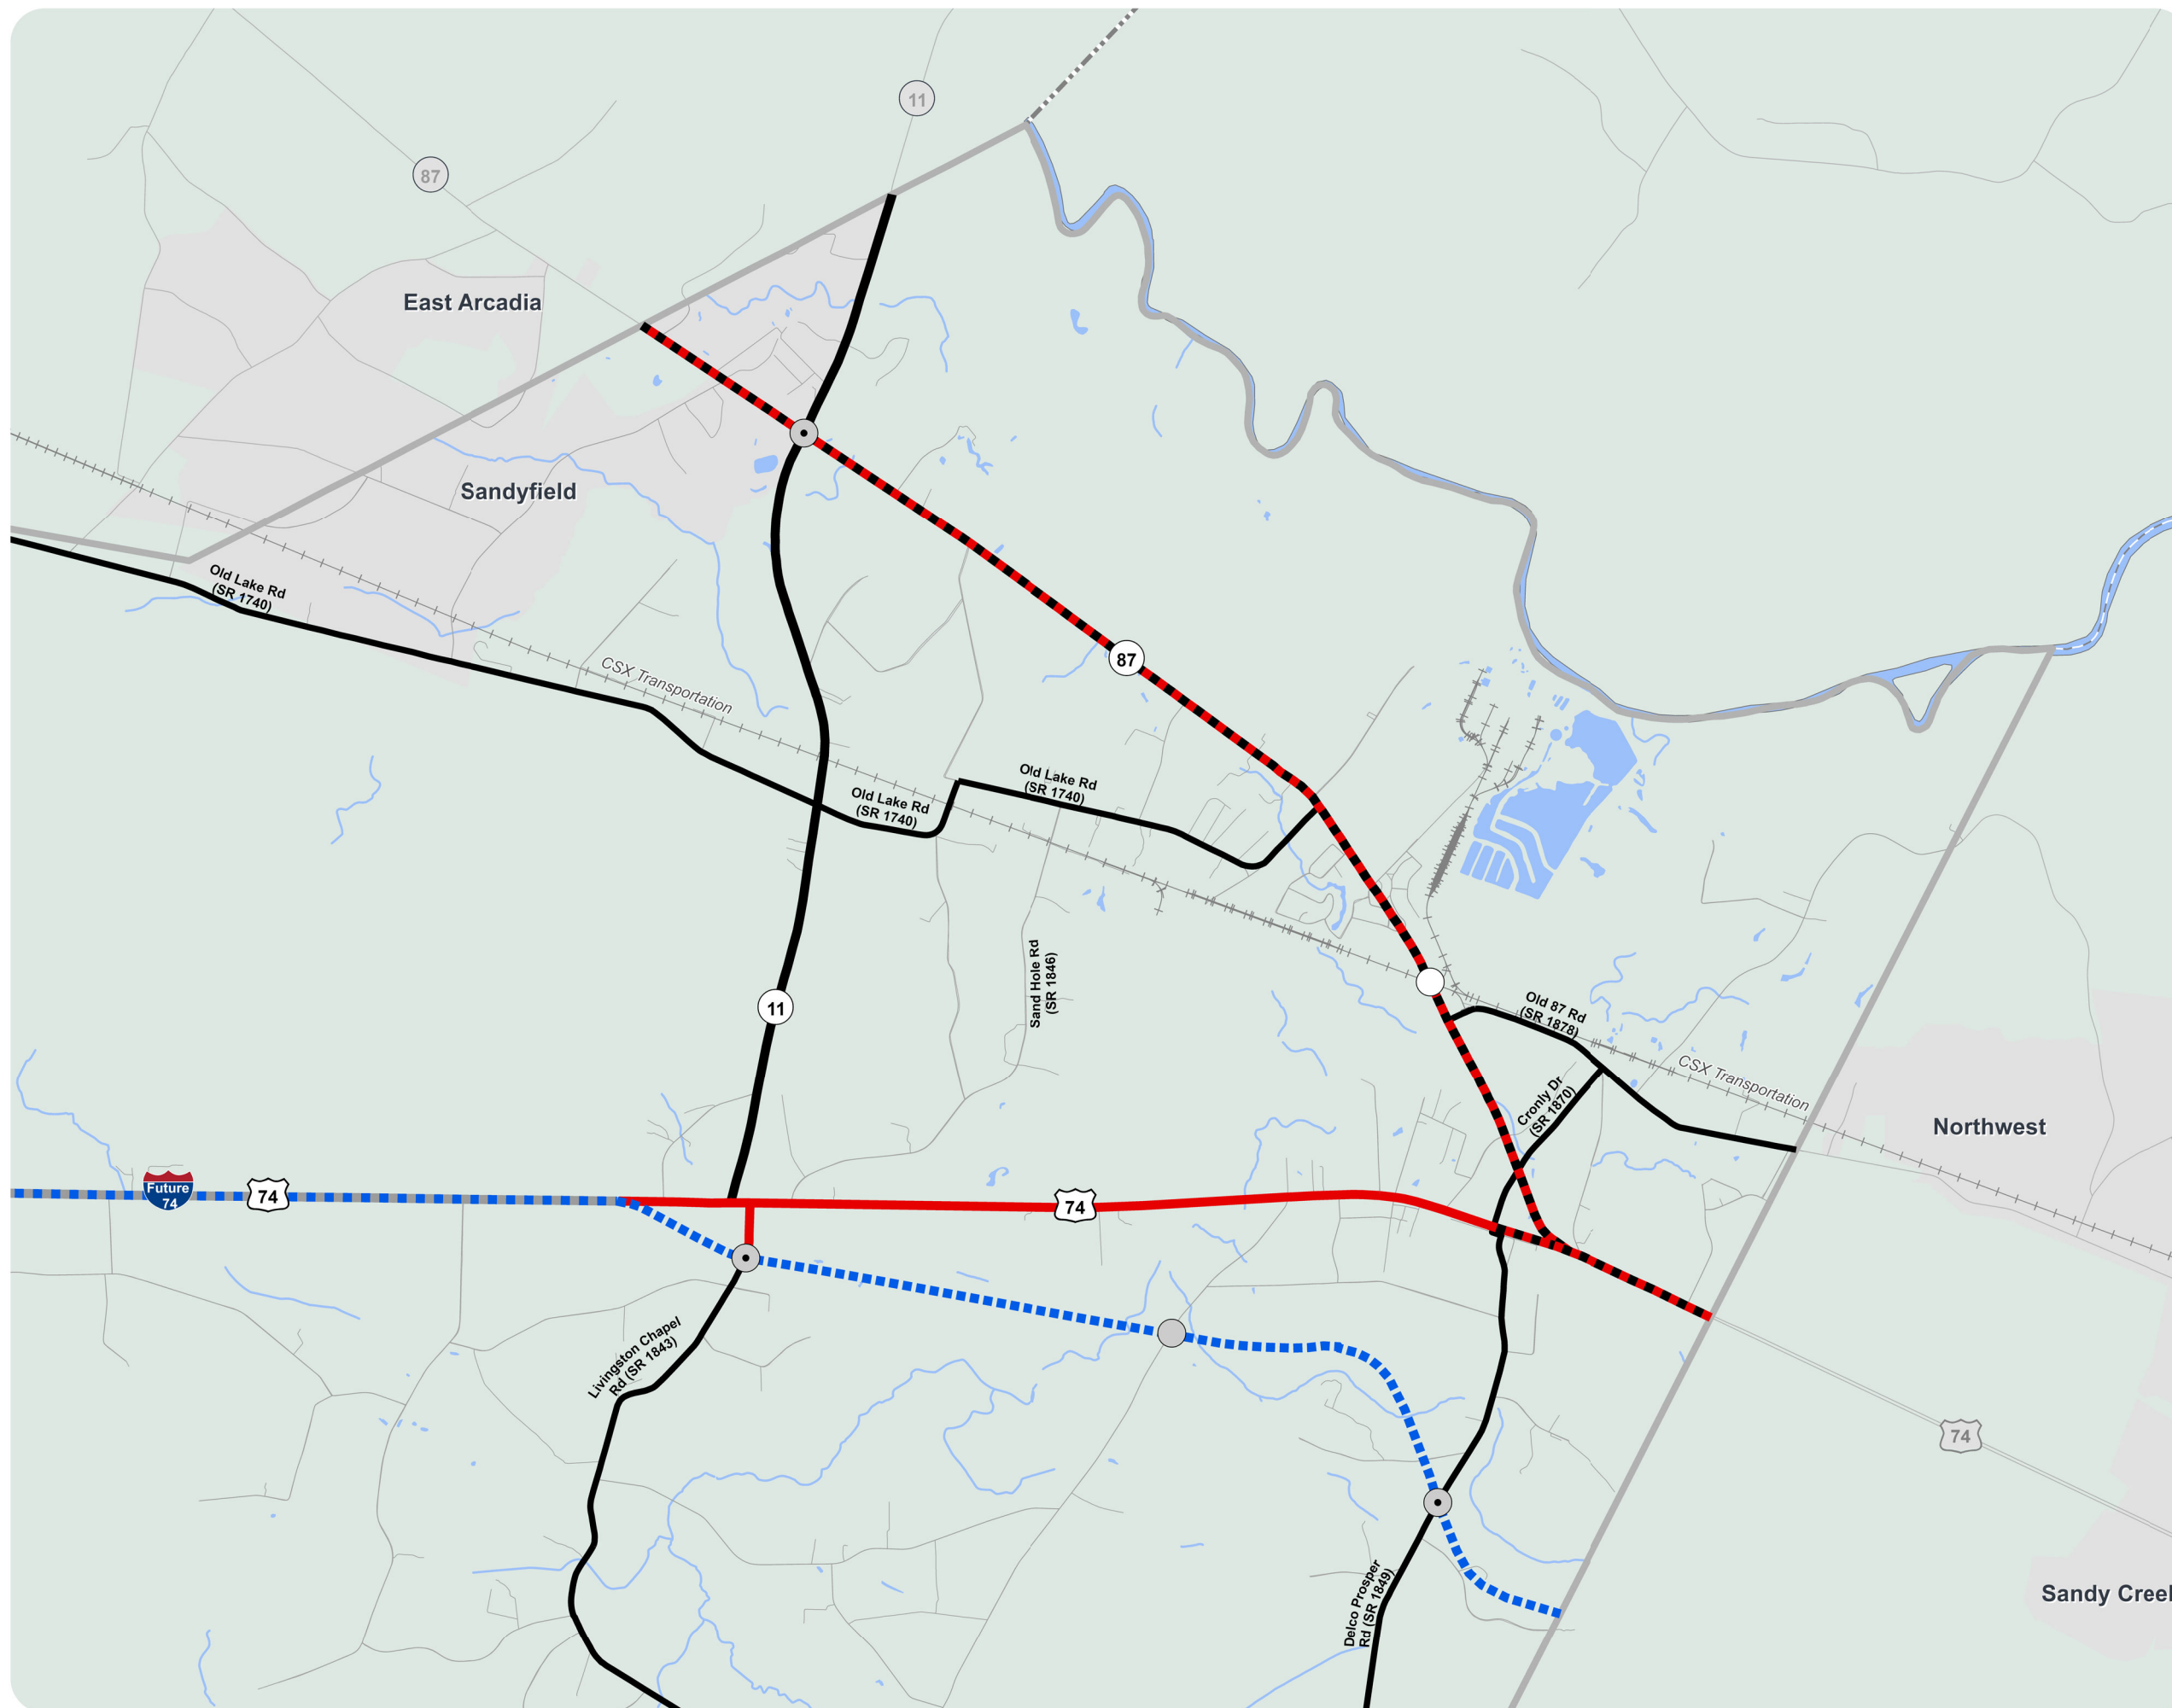 11
87
East Arcadia
Sandyfield
Old Lake Rd
(SR 1740)
CSX Transportation
87
Old Lake Rd
(SR 1740)
Old Lake Rd
(SR 1740)
Sand Hole Rd
(SR 1846)
11
Old 87 Rd
(SR 1878)
CSX Transportation
Cronly Dr
(SR 1870)
Northwest
Future
74
74
74
Livingston Chapel
Rd (SR 1843)
74
Delco Prosper
Rd (SR 1849)
Sandy Creek